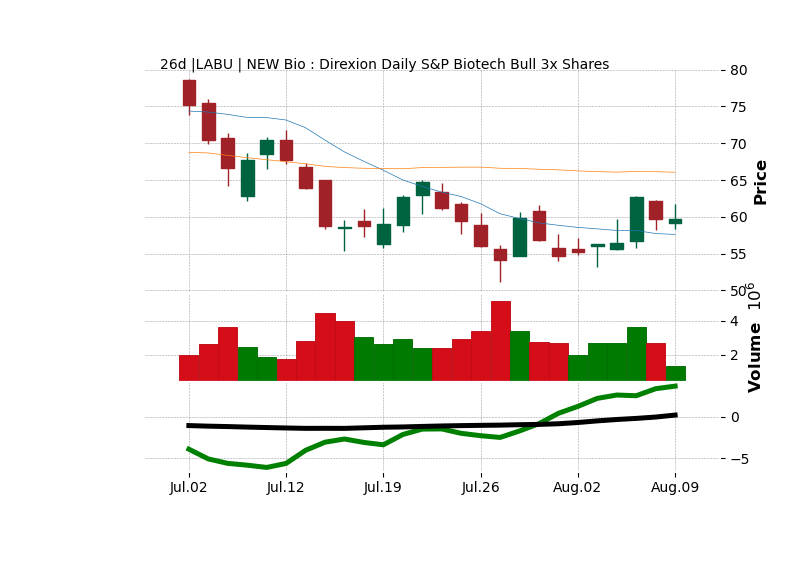 26d |LABU | NEW Bio : Direxion Daily S&P Biotech Bull 3x Shares
80
75
70
65
60
55
50
Price
4
2
Volume 10^6
0
−5
Jul.02 Jul.12 Jul.19 Jul.26 Aug.02 Aug.09